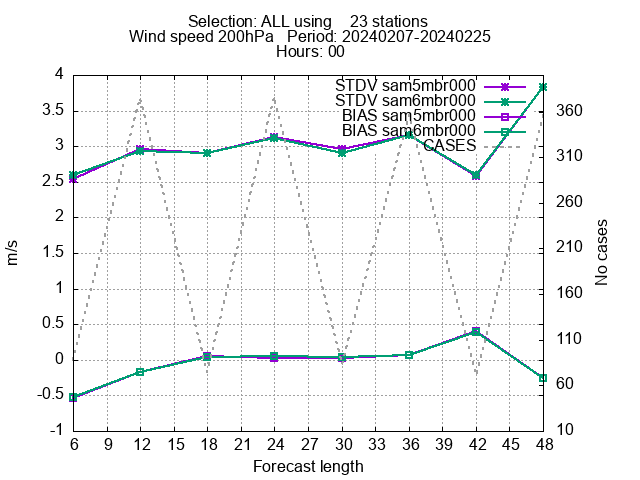 Selection: ALL using    23 stations
Wind speed 200hPa   Period: 20240207-20240225
Hours: 00
STDV sam5mbr000
STDV sam6mbr000
BIAS sam5mbr000
BIAS sam6mbr000
CASES
4
3.5
3
2.5
2
1.5
1
0.5
0
-0.5
-1
m/s
360
310
260
210
160
110
60
10
No cases
6 9 12 15 18 21 24 27 30 33 36 39 42 45 48
Forecast length